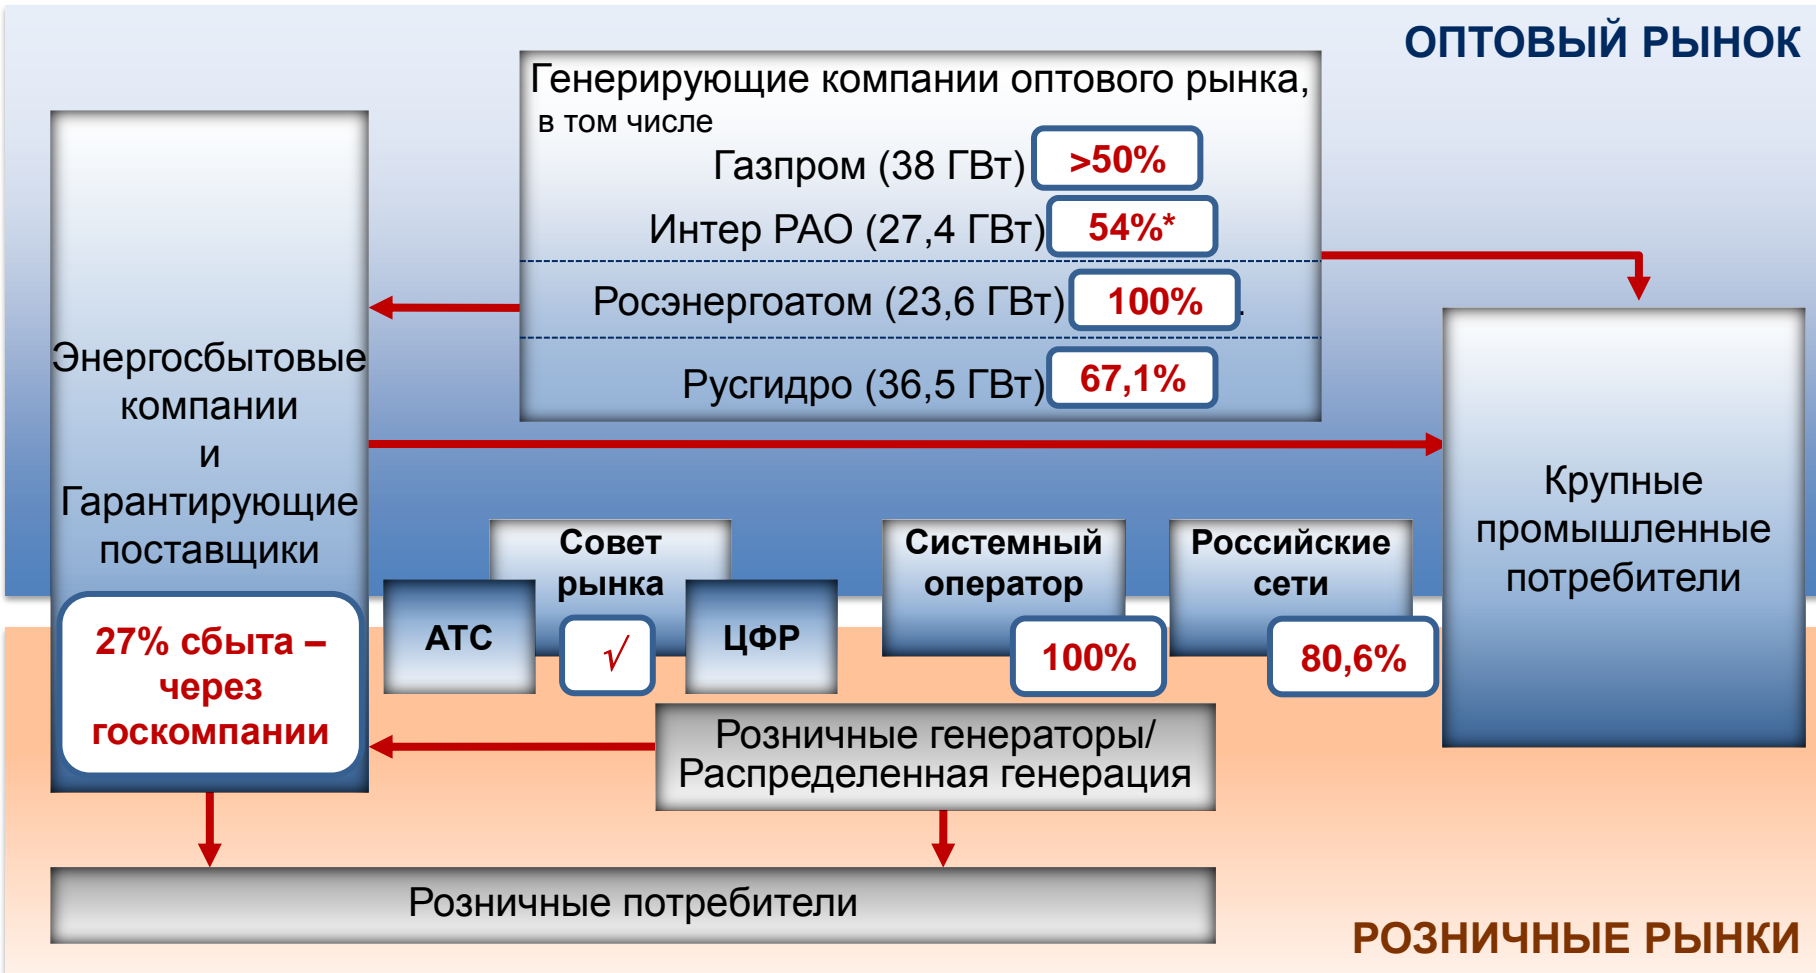 ОПТОВЫЙ РЫНОК
Генерирующие компании оптового рынка,
в том числе
Газпром (38 ГВт) >50%
Интер РАО (27,4 ГВт) 54%*
Росэнергоатом (23,6 ГВт) 100% .
Русгидро (36,5 ГВт) 67,1%
Энергосбытовые
компании
и
Гарантирующие
поставщики
27% сбыта –
через
госкомпании
Крупные
промышленные
потребители
Совет
рынка
√
АТС
ЦФР
Системный
оператор
100%
Российские
сети
80,6%
Розничные генераторы/
Распределенная генерация
Розничные потребители
РОЗНИЧНЫЕ РЫНКИ